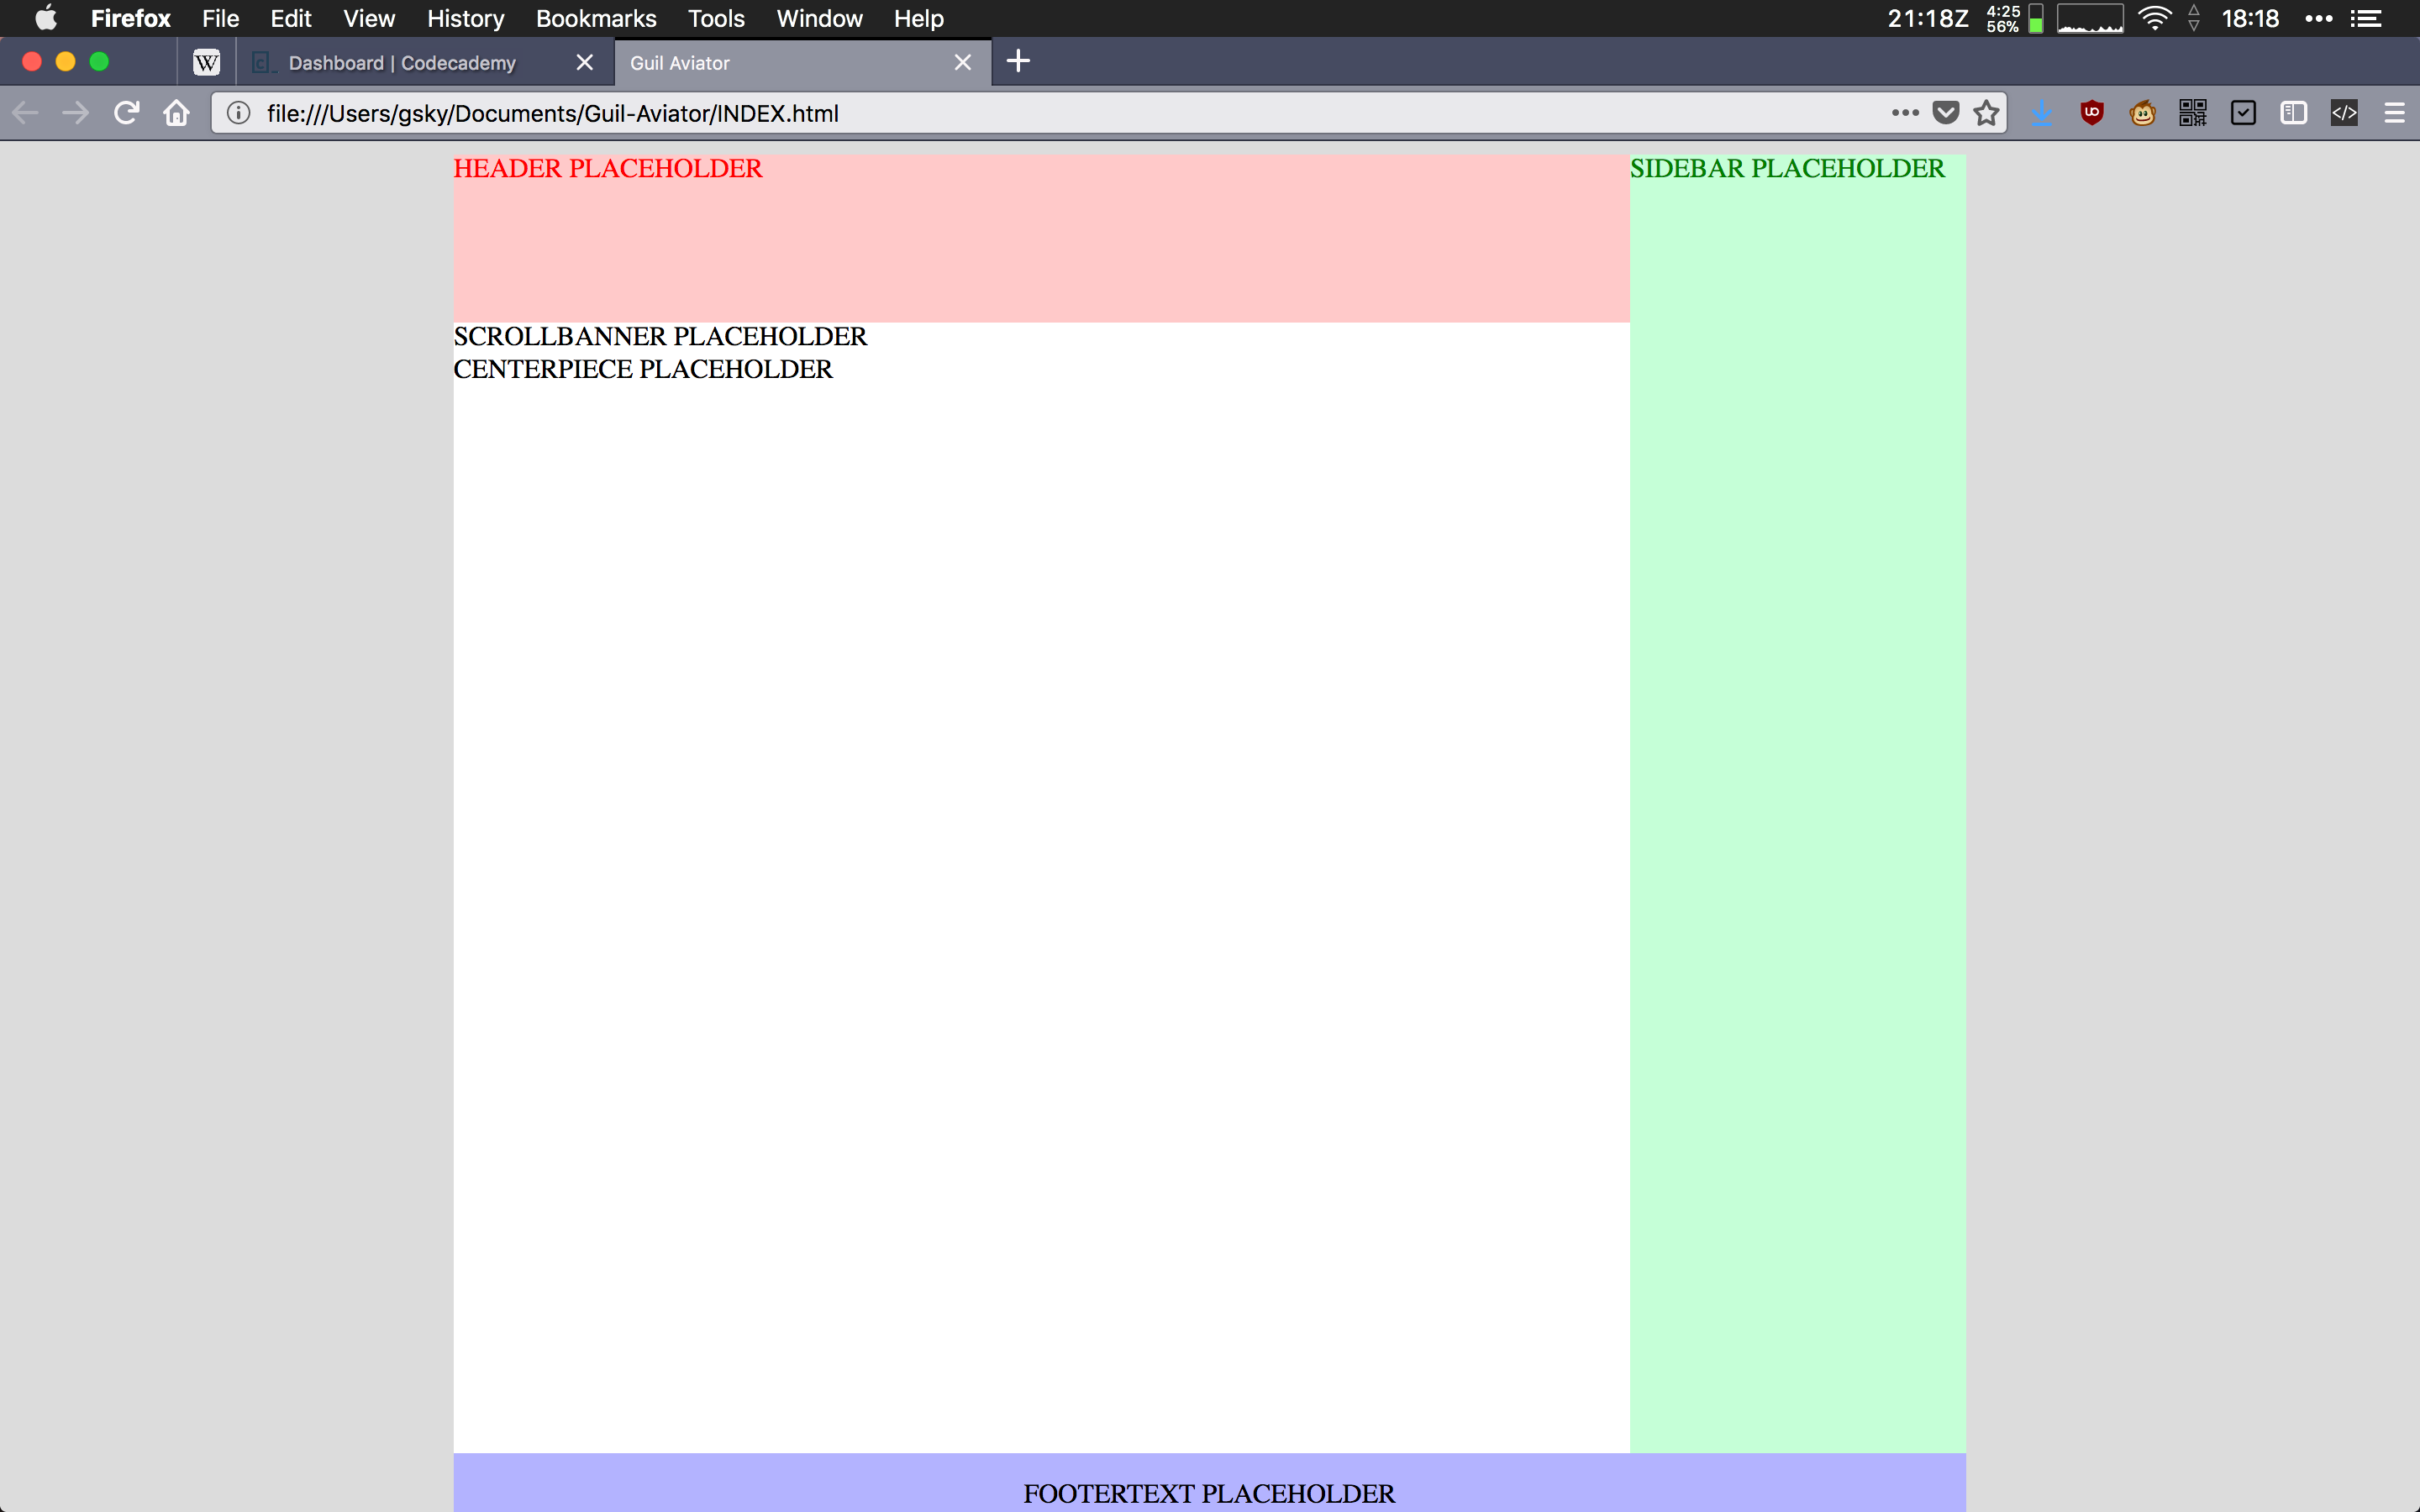 Firefox File Edit View History Bookmarks Tools Window Help 21:18Z 4:25 56% 18:18
W Dashboard | Codecademy Guil Aviator
file:///Users/gsky/Documents/Guil-Aviator/INDEX.html
HEADER PLACEHOLDER
SIDEBAR PLACEHOLDER
SCROLLBANNER PLACEHOLDER
CENTERPIECE PLACEHOLDER
FOOTERTEXT PLACEHOLDER